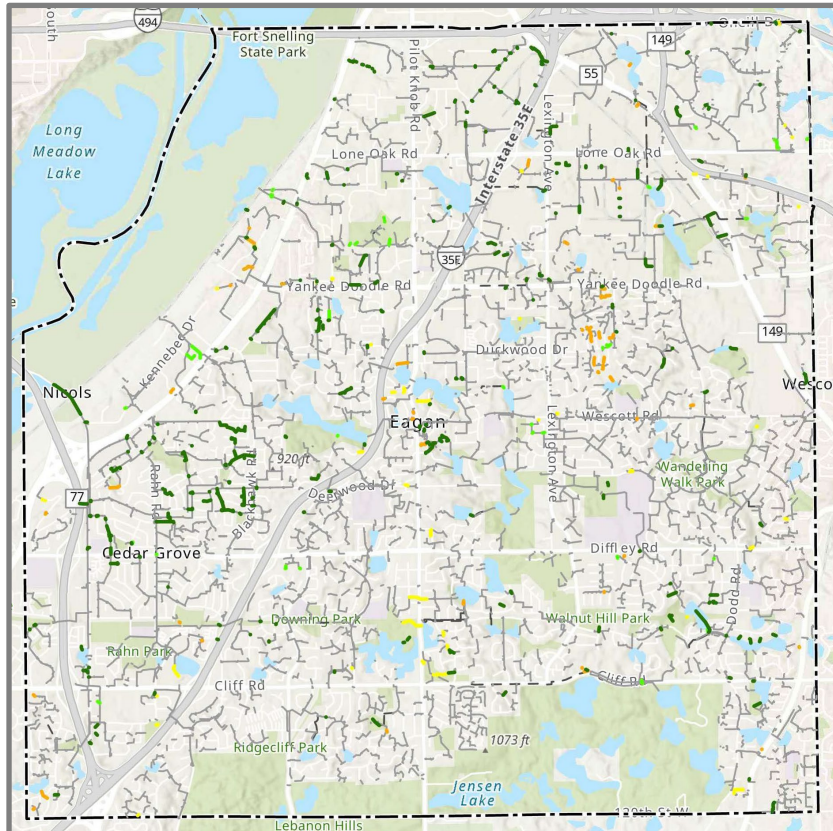 494
Fort Snelling
State Park
Pilot Knob Rd
149
55
Long
Meadow
Lake
Interstate 35E
Lexington Ave
Lone Oak Rd
Lone Oak Rd
35E
Yankee Doodle Rd
Yankee Doodle Rd
149
Kennebec Dr
Duckwood Dr
Nicols
Eagan
Wescott Rd
920 ft
Lexington Ave
Wandering
Walk Park
Rahn Rd
Blackhawk Rd
Deerwood Dr
77
Cedar Grove
Diffley Rd
Dodd Rd
Downing Park
Walnut Hill Park
Rahn Park
Cliff Rd
Cliff Rd
1073 ft
Ridgecliff Park
Jensen
Lake
Lebanon Hills